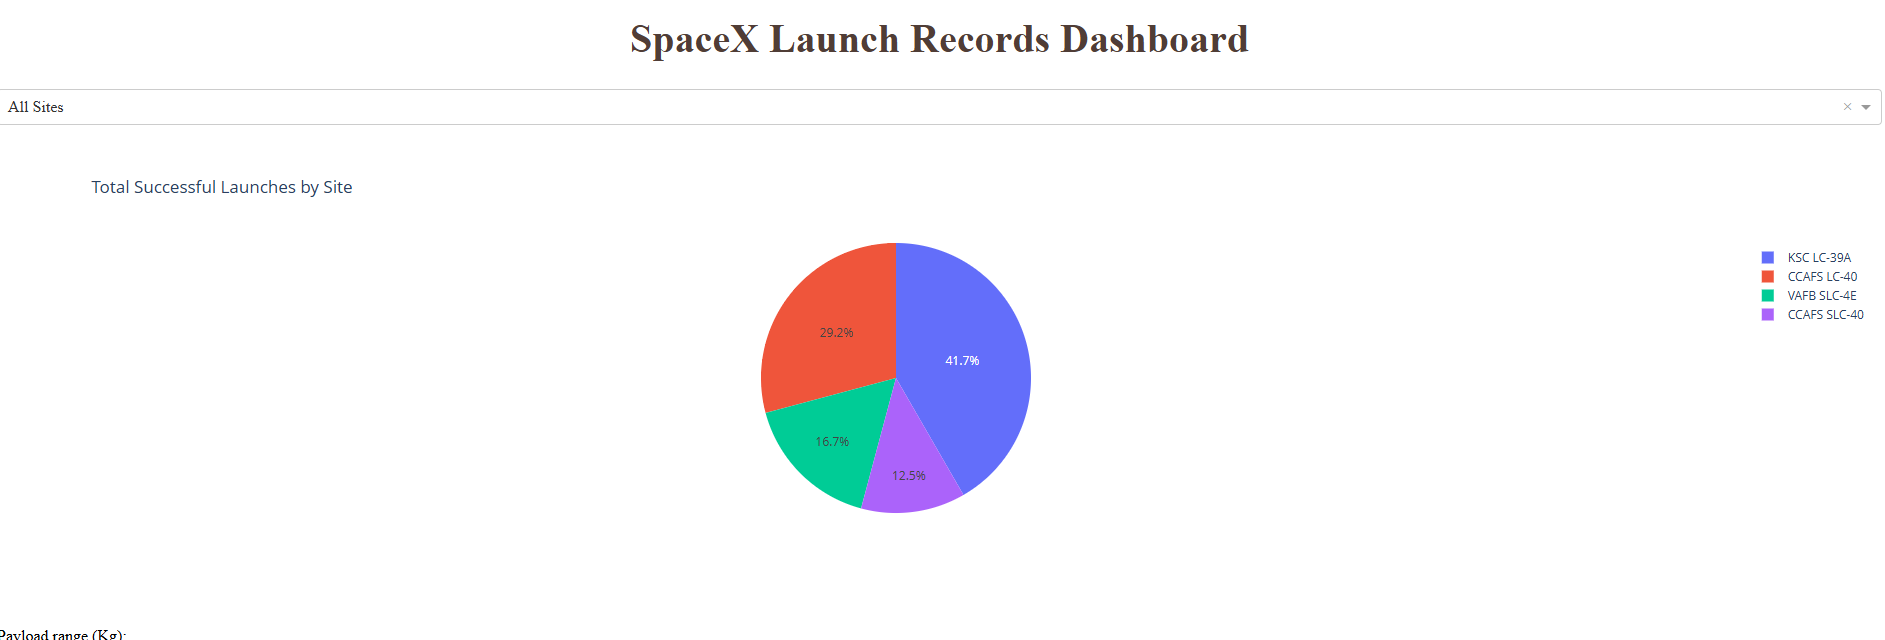 SpaceX Launch Records Dashboard
All Sites
Total Successful Launches by Site
KSC LC-39A
CCAFS LC-40
VAFB SLC-4E
CCAFS SLC-40
29.2%
41.7%
16.7%
12.5%
Payload range (Kg):